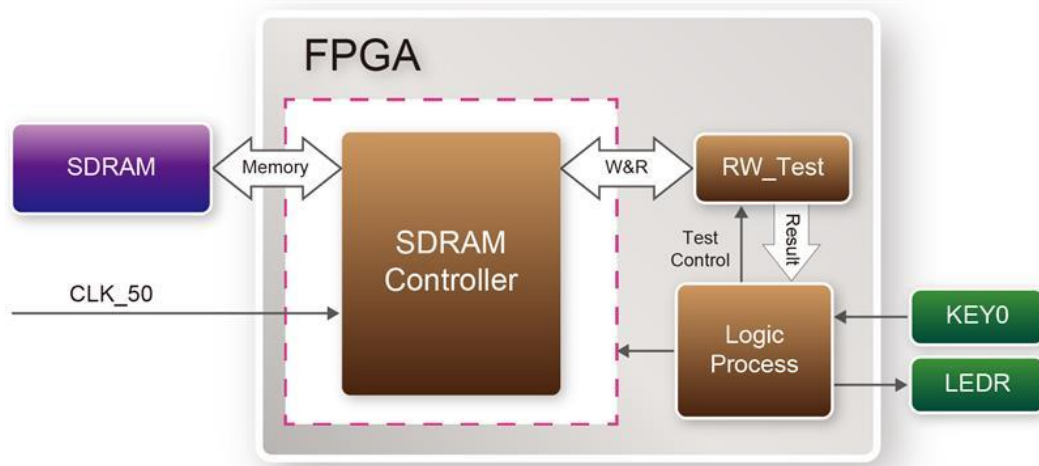 FPGA
SDRAM
Memory
SDRAM
Controller
W&R
RW_Test
Test
Control
Result
CLK_50
Logic
Process
KEY0
LEDR